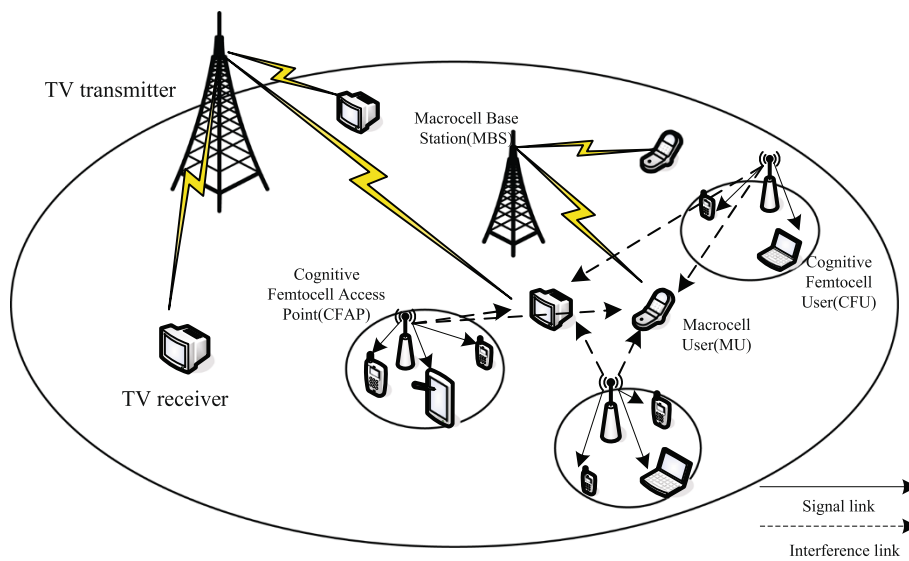 TV transmitter
Macrocell Base
Station(MBS)
Cognitive
Femtocell Access
Point(CFAP)
Cognitive
Femtocell
User(CFU)
Macrocell
User(MU)
TV receiver
Signal link
Interference link